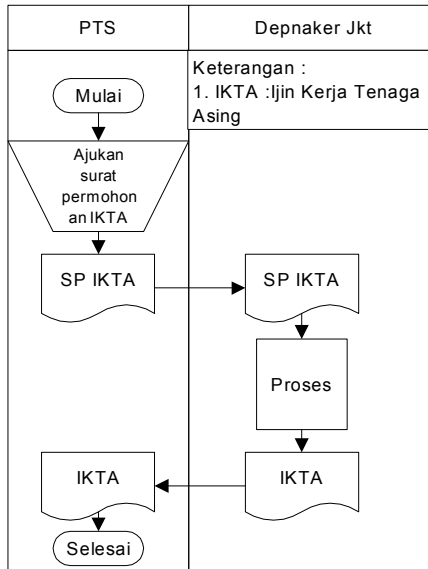 PTS
Depnaker Jkt
Keterangan :
1. IKTA :Ijin Kerja Tenaga
Asing
Mulai
Ajukan
surat
permohon
an IKTA
SP IKTA
SP IKTA
Proses
IKTA
IKTA
Selesai